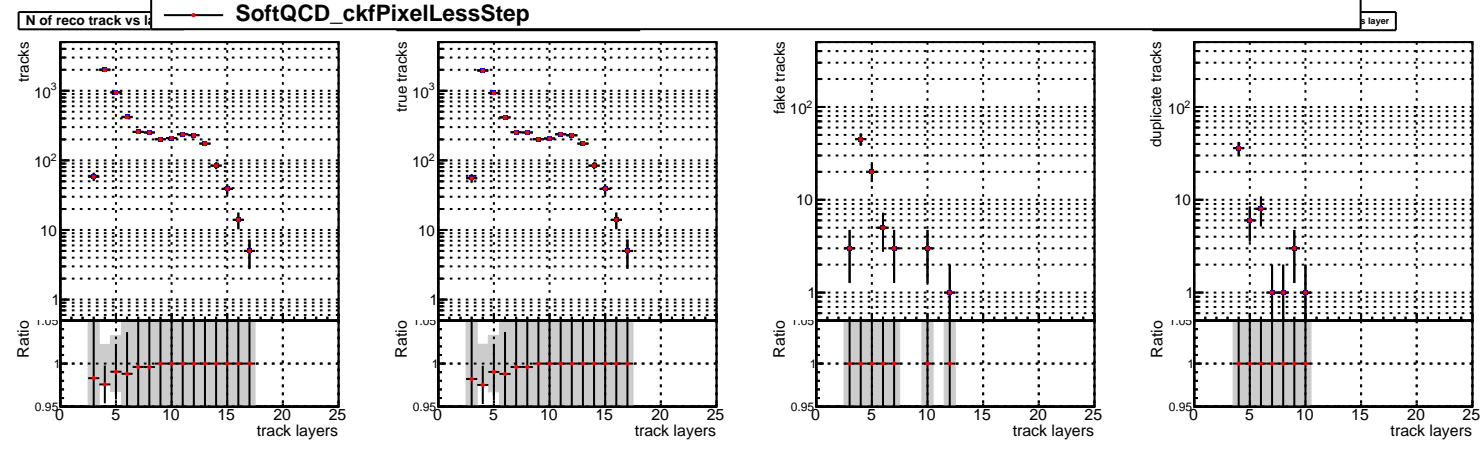 SoftQCD_ckfPixelLessStep
N of reco track vs la
s layer
tracks
10³
10²
10
1
Ratio
1.05
1
0.95
0 5 10 15 20 25
track layers
true tracks
10³
10²
10
1
Ratio
1.05
1
0.95
0 5 10 15 20 25
track layers
fake tracks
10²
10
1
Ratio
1.05
1
0.95
0 5 10 15 20 25
track layers
duplicate tracks
10²
10
1
Ratio
1.05
1
0.95
0 5 10 15 20 25
track layers